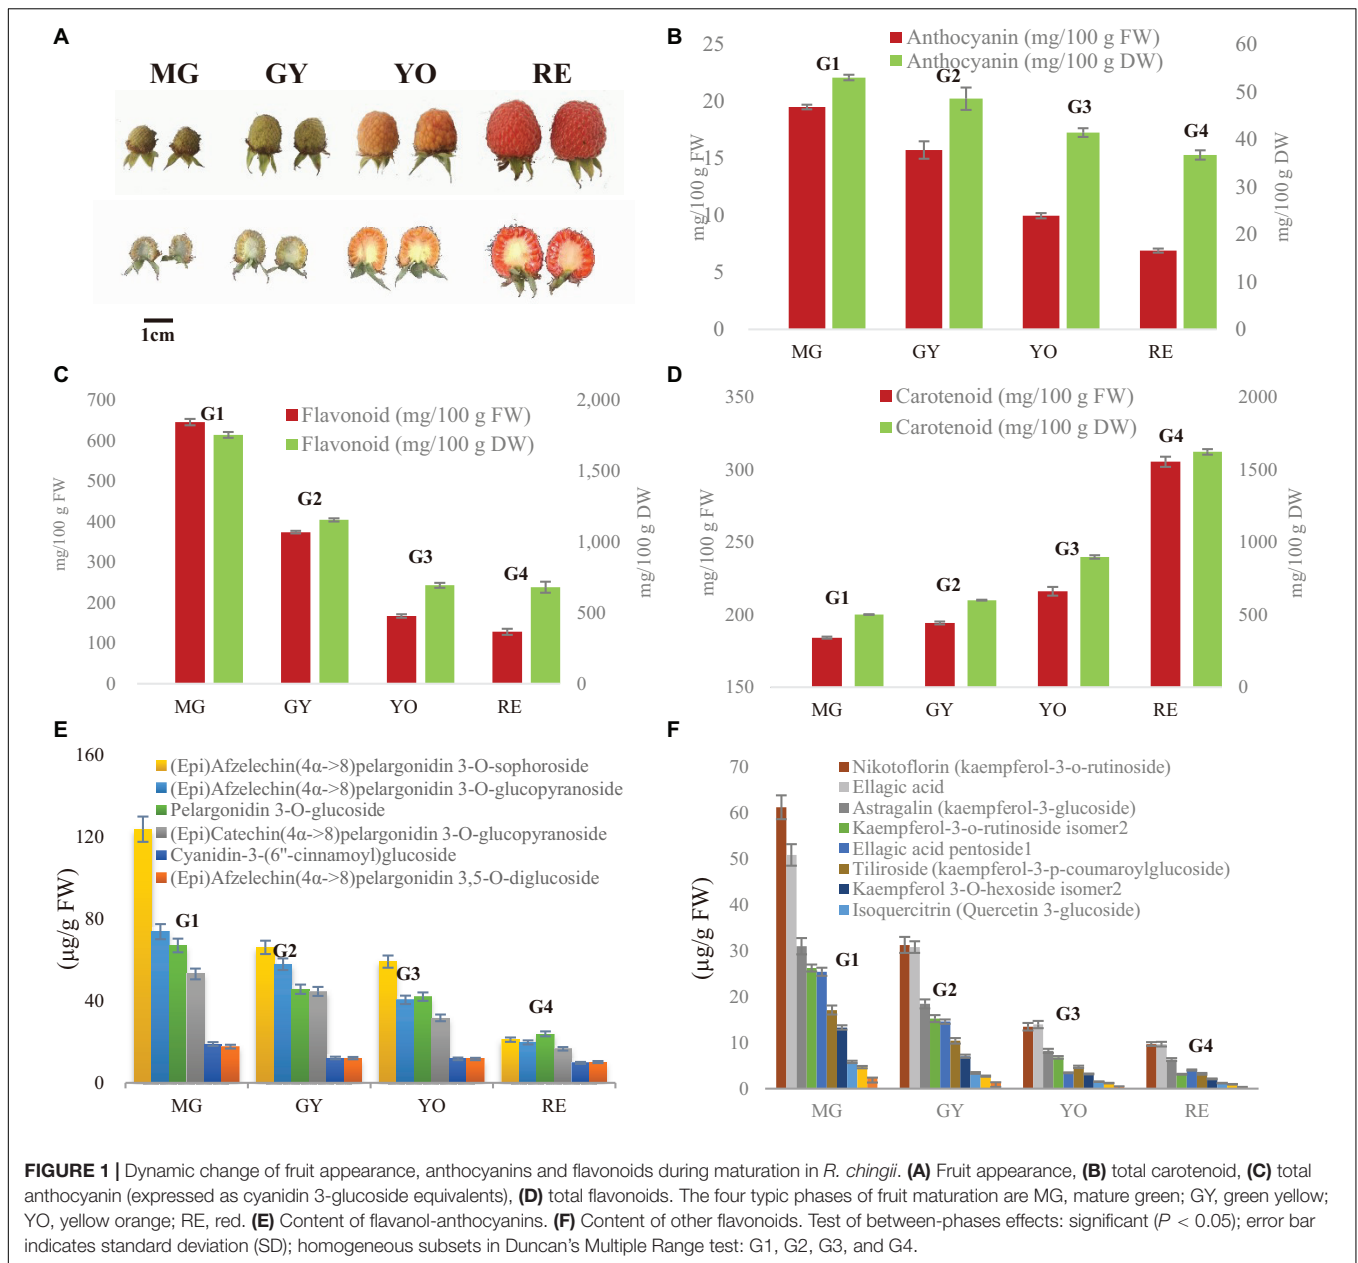 A
MG GY YO RE
1cm
B
Anthocyanin (mg/100 g FW)
Anthocyanin (mg/100 g DW)
25
20
15
10
5
0
mg/100 g FW
60
50
40
30
20
10
0
mg/100 g DW
G1
G2
G3
G4
MG GY YO RE
C
Flavonoid (mg/100 g FW)
Flavonoid (mg/100 g DW)
700
600
500
400
300
200
100
0
mg/100 g FW
2,000
1,500
1,000
500
0
mg/100 g DW
G1
G2
G3
G4
MG GY YO RE
D
Carotenoid (mg/100 g FW)
Carotenoid (mg/100 g DW)
350
300
250
200
150
mg/100 g FW
2000
1500
1000
500
0
mg/100 g DW
G1
G2
G3
G4
MG GY YO RE
E
(Epi)Afzelechin(4α->8)pelargonidin 3-O-sophoroside
(Epi)Afzelechin(4α->8)pelargonidin 3-O-glucopyranoside
Pelargonidin 3-O-glucoside
(Epi)Catechin(4α->8)pelargonidin 3-O-glucopyranoside
Cyanidin-3-(6"-cinnamoyl)glucoside
(Epi)Afzelechin(4α->8)pelargonidin 3,5-O-diglucoside
160
120
80
40
0
(μg/g FW)
G1
G2
G3
G4
MG GY YO RE
F
Nikotoflorin (kaempferol-3-o-rutinoside)
Ellagic acid
Astragalin (kaempferol-3-glucoside)
Kaempferol-3-o-rutinoside isomer2
Ellagic acid pentoside1
Tiliroside (kaempferol-3-p-coumaroylglucoside)
Kaempferol 3-O-hexoside isomer2
Isoquercitrin (Quercetin 3-glucoside)
70
60
50
40
30
20
10
0
(μg/g FW)
G1
G2
G3
G4
MG GY YO RE
FIGURE 1 | Dynamic change of fruit appearance, anthocyanins and flavonoids during maturation in R. chingii. (A) Fruit appearance, (B) total carotenoid, (C) total
anthocyanin (expressed as cyanidin 3-glucoside equivalents), (D) total flavonoids. The four typic phases of fruit maturation are MG, mature green; GY, green yellow;
YO, yellow orange; RE, red. (E) Content of flavanol-anthocyanins. (F) Content of other flavonoids. Test of between-phases effects: significant (P < 0.05); error bar
indicates standard deviation (SD); homogeneous subsets in Duncan's Multiple Range test: G1, G2, G3, and G4.